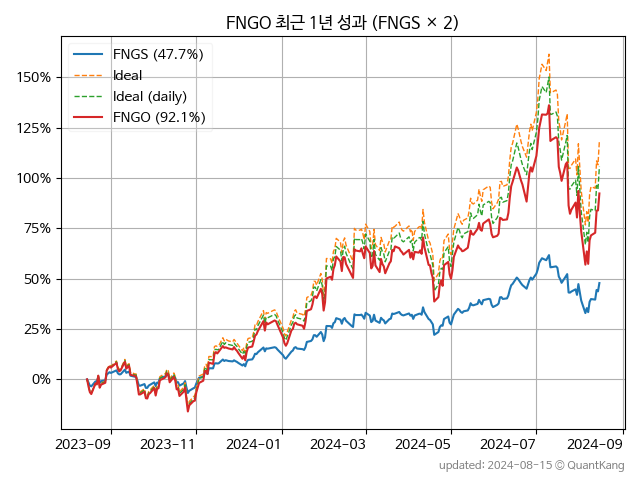 FNGO 최근 1년 성과 (FNGS × 2)
FNGS (47.7%)
Ideal
Ideal (daily)
FNGO (92.1%)
150%
125%
100%
75%
50%
25%
0%
2023−09 2023−11 2024−01 2024−03 2024−05 2024−07 2024−09
updated: 2024-08-15 © QuantKang